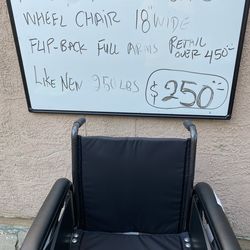 WHEEL CHAIR 18" WIDE
FLIP-BACK FULL ARMS RETAIL OVER 450
LIKE NEW 250 LBS $250